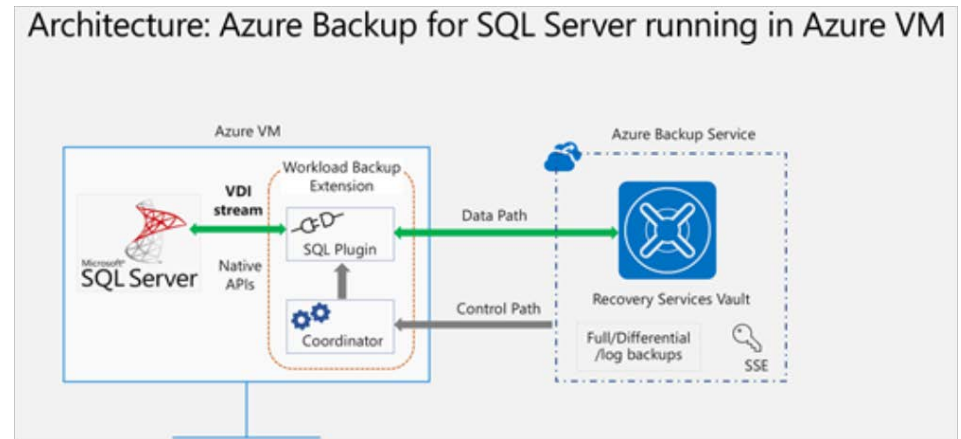 Architecture: Azure Backup for SQL Server running in Azure VM
Azure VM
Azure Backup Service
Workload Backup
Extension
VDI
stream
SQL Plugin
Data Path
Microsoft
SQL Server
Native
APIs
Coordinator
Control Path
Recovery Services Vault
Full/Differential
/log backups
SSE